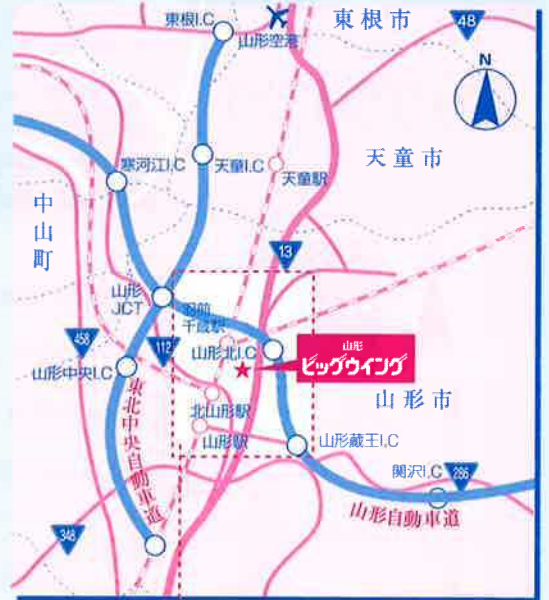 東根I.C
東根市
48
山形空港
天童市
寒河江I.C
天童I.C
天童駅
中山町
13
山形
JCT
羽前
千歳駅
458
112
山形北I.C
山形
ビッグウイング
山形中央I.C
山形市
北山形駅
東北中央自動車道
山形駅
山形蔵王I,C
関沢I.C
286
山形自動車道
348
N